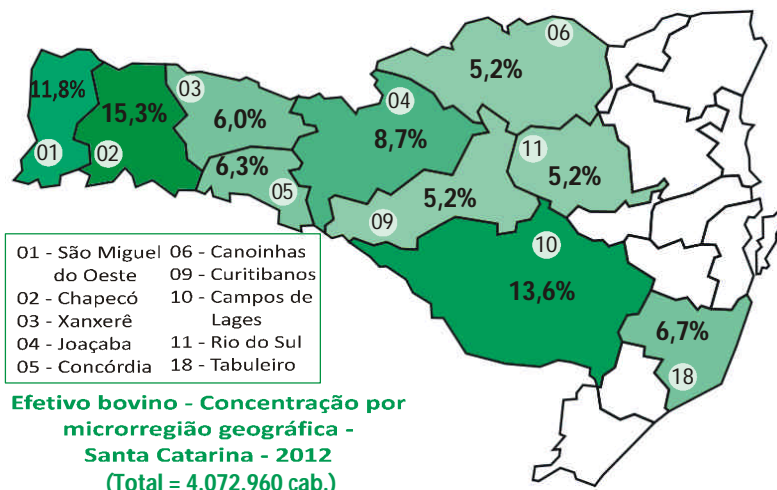 06
5,2%
03
11,8%
04
15,3%
6,0%
8,7%
11
01
02
6,3%
05
5,2%
5,2%
09
10
13,6%
6,7%
18
01 - São Miguel do Oeste
02 - Chapecó
03 - Xanxerê
04 - Joaçaba
05 - Concórdia
06 - Canoinhas
09 - Curitibanos
10 - Campos de Lages
11 - Rio do Sul
18 - Tabuleiro
Efetivo bovino - Concentração por
microrregião geográfica -
Santa Catarina - 2012
(Total = 4.072.960 cab.)